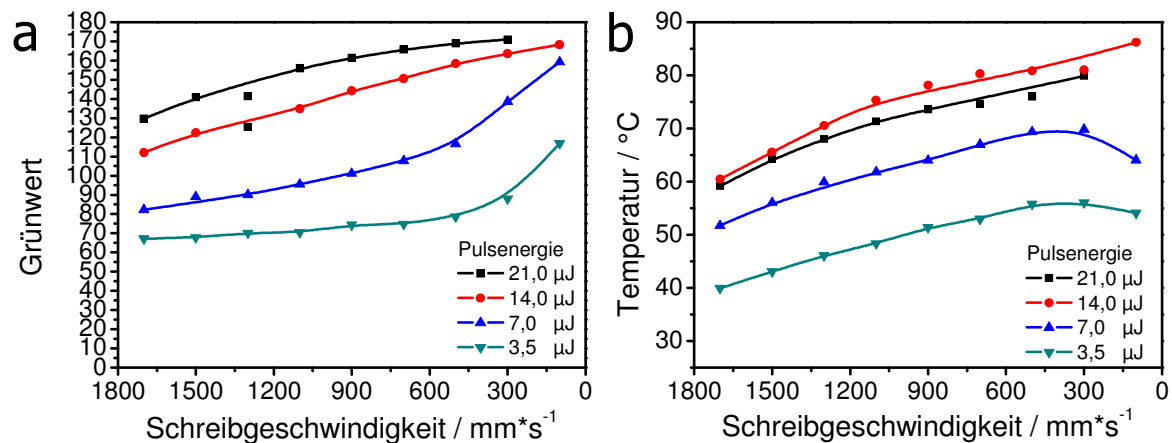 a
Grünwert
180
170
160
150
140
130
120
110
100
90
80
70
60
50
40
30
20
10
0
Pulsenergie
21,0 µJ
14,0 µJ
7,0 µJ
3,5 µJ
1800 1500 1200 900 600 300 0
Schreibgeschwindigkeit / mm*s⁻¹
b
Temperatur / °C
90
80
70
60
50
40
30
Pulsenergie
21,0 µJ
14,0 µJ
7,0 µJ
3,5 µJ
1800 1500 1200 900 600 300 0
Schreibgeschwindigkeit / mm*s⁻¹